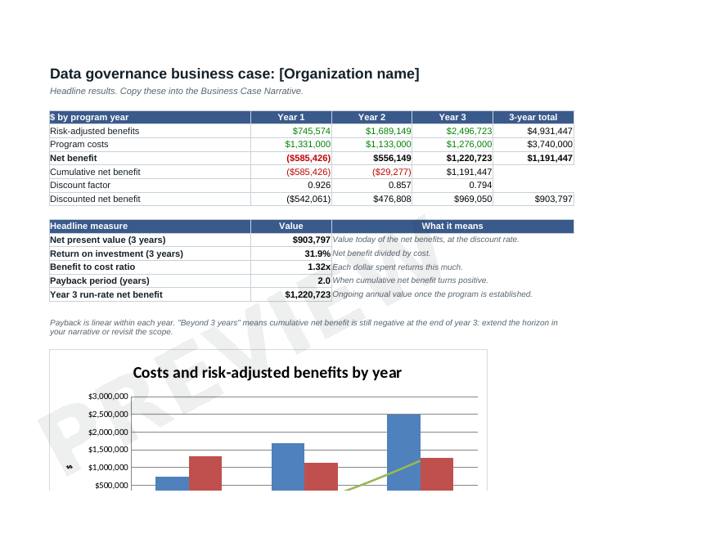 Data governance business case: [Organization name]
Headline results. Copy these into the Business Case Narrative.
$ by program year Year 1 Year 2 Year 3 3-year total
Risk-adjusted benefits $745,574 $1,689,149 $2,496,723 $4,931,447
Program costs $1,331,000 $1,133,000 $1,276,000 $3,740,000
Net benefit ($585,426) $556,149 $1,220,723 $1,191,447
Cumulative net benefit ($585,426) ($29,277) $1,191,447
Discount factor 0.926 0.857 0.794
Discounted net benefit ($542,061) $476,808 $969,050 $903,797
Headline measure Value What it means
Net present value (3 years) $903,797 Value today of the net benefits, at the discount rate.
Return on investment (3 years) 31.9% Net benefit divided by cost.
Benefit to cost ratio 1.32x Each dollar spent returns this much.
Payback period (years) 2.0 When cumulative net benefit turns positive.
Year 3 run-rate net benefit $1,220,723 Ongoing annual value once the program is established.
Payback is linear within each year. "Beyond 3 years" means cumulative net benefit is still negative at the end of year 3; extend the horizon in
your narrative or revisit the scope.
PREVIEW
Costs and risk-adjusted benefits by year
$3,000,000
$2,500,000
$2,000,000
$1,500,000
$1,000,000
$500,000
$